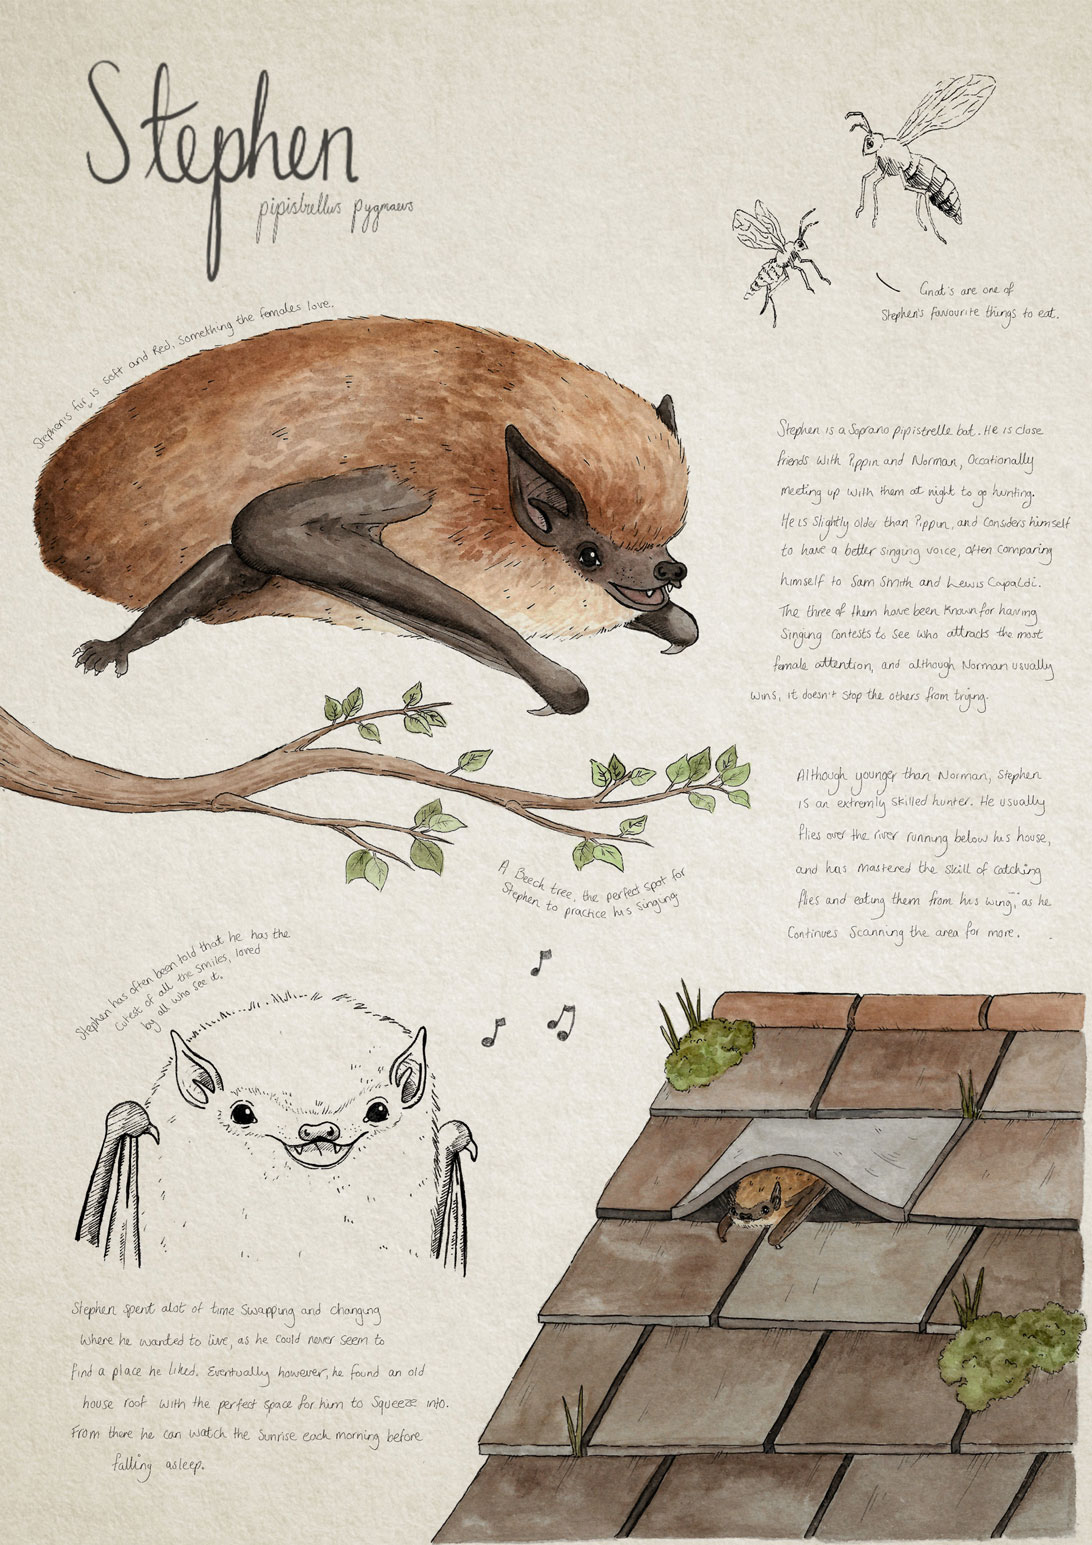 Stephen
pipistrellus pygmaeus
Gnat's are one of
Stephen's favourite things to eat.
Stephen's fur is soft and Red, something the females love.
Stephen is a Soprano pipistrelle bat. He is close
friends with Pippin and Norman, Occationally
meeting up with them at night to go hunting.
He is slightly older than Pippin, and considers himself
to have a better singing voice, often comparing
himself to Sam Smith and Lewis Capaldi.
The three of them have been known for having
singing contests to see who attracts the most
female attention, and although Norman usually
wins, it doesn't stop the others from trying.
Although younger than Norman, Stephen
is an extremly skilled hunter. He usually
flies over the river running below his house,
and has mastered the skill of catching
flies and eating them from his wing, as he
continues scanning the area for more.
A Beech tree, the perfect spot for
Stephen to practice his singing
Stephen has often been told that he has the
cutest of all the smiles, loved
by all who see it.
Stephen spent alot of time swapping and changing
where he wanted to live, as he could never seem to
find a place he liked. Eventually however, he found an old
house roof with the perfect space for him to squeeze into.
From there he can watch the sunrise each morning before
falling asleep.